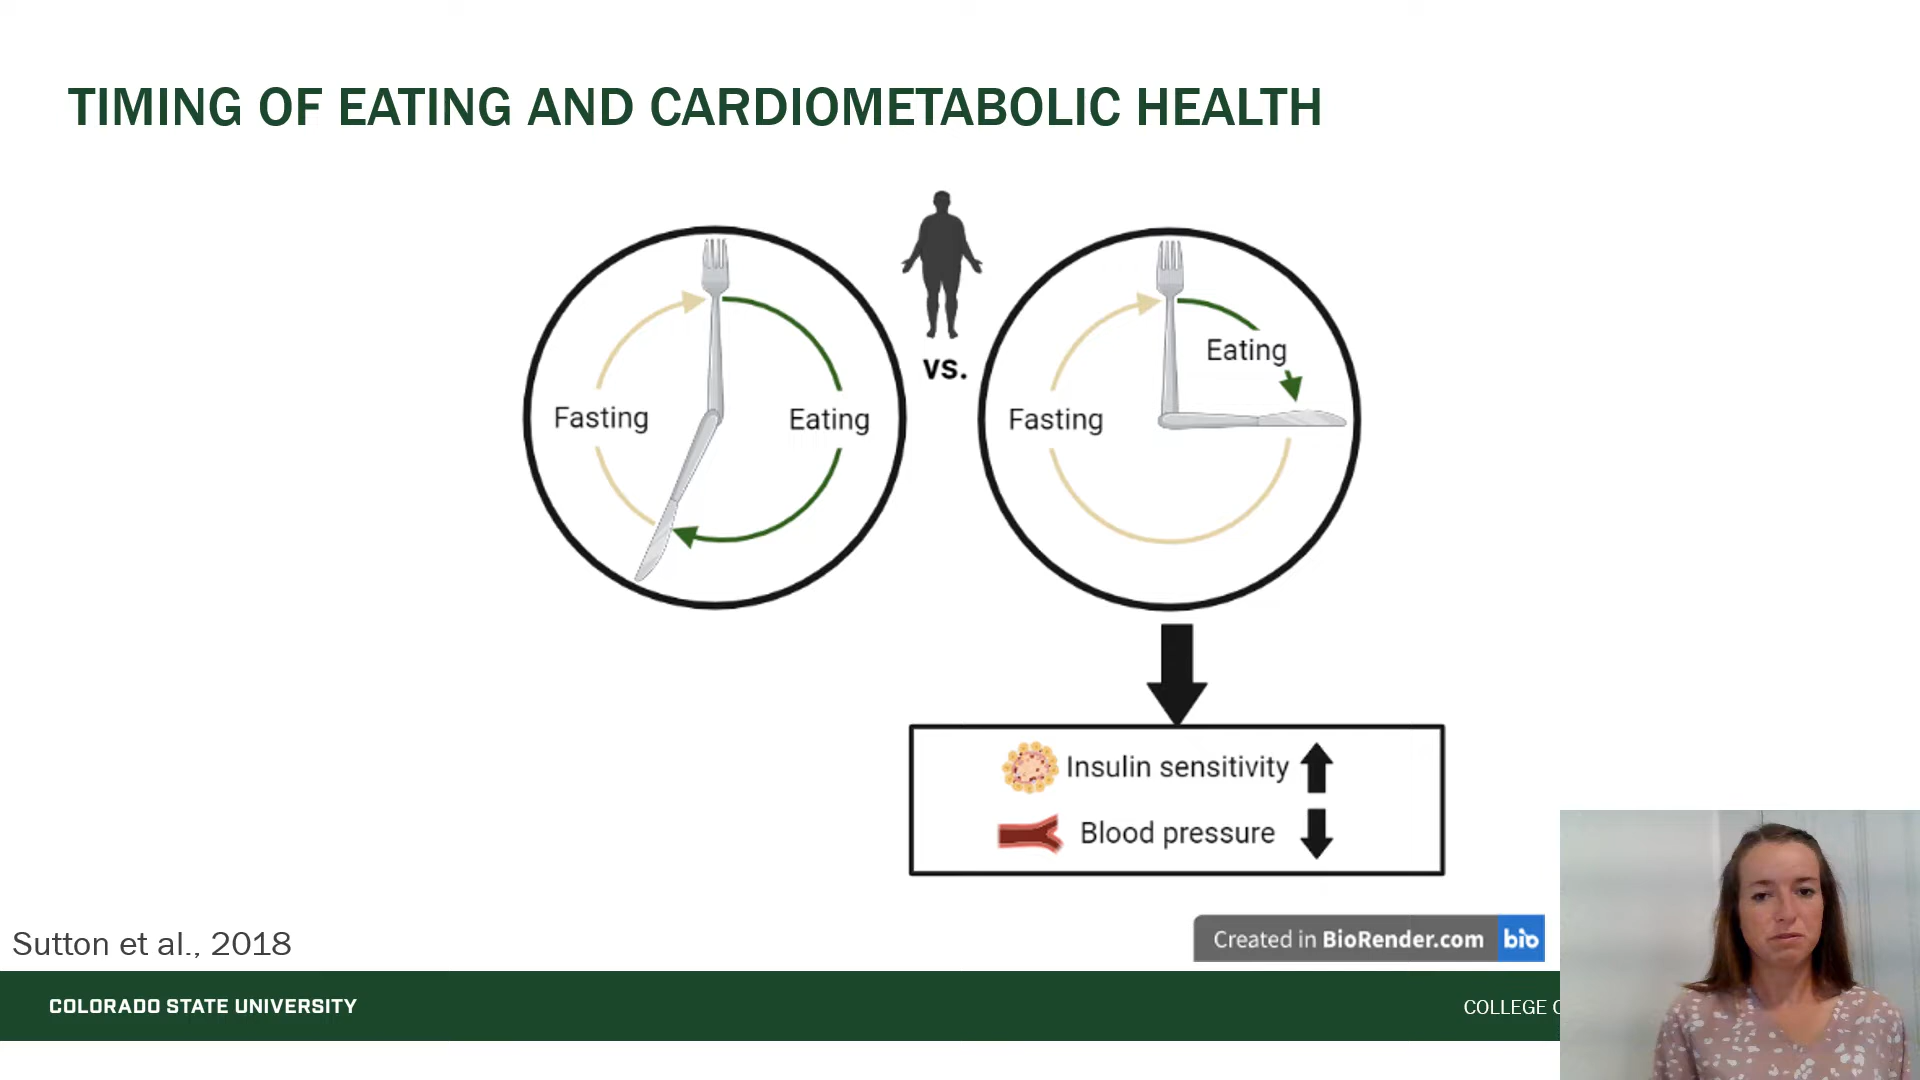 TIMING OF EATING AND CARDIOMETABOLIC HEALTH
Fasting
Eating
vs.
Fasting
Eating
Insulin sensitivity
Blood pressure
Sutton et al., 2018
Created in BioRender.com bio
COLORADO STATE UNIVERSITY
COLLEGE